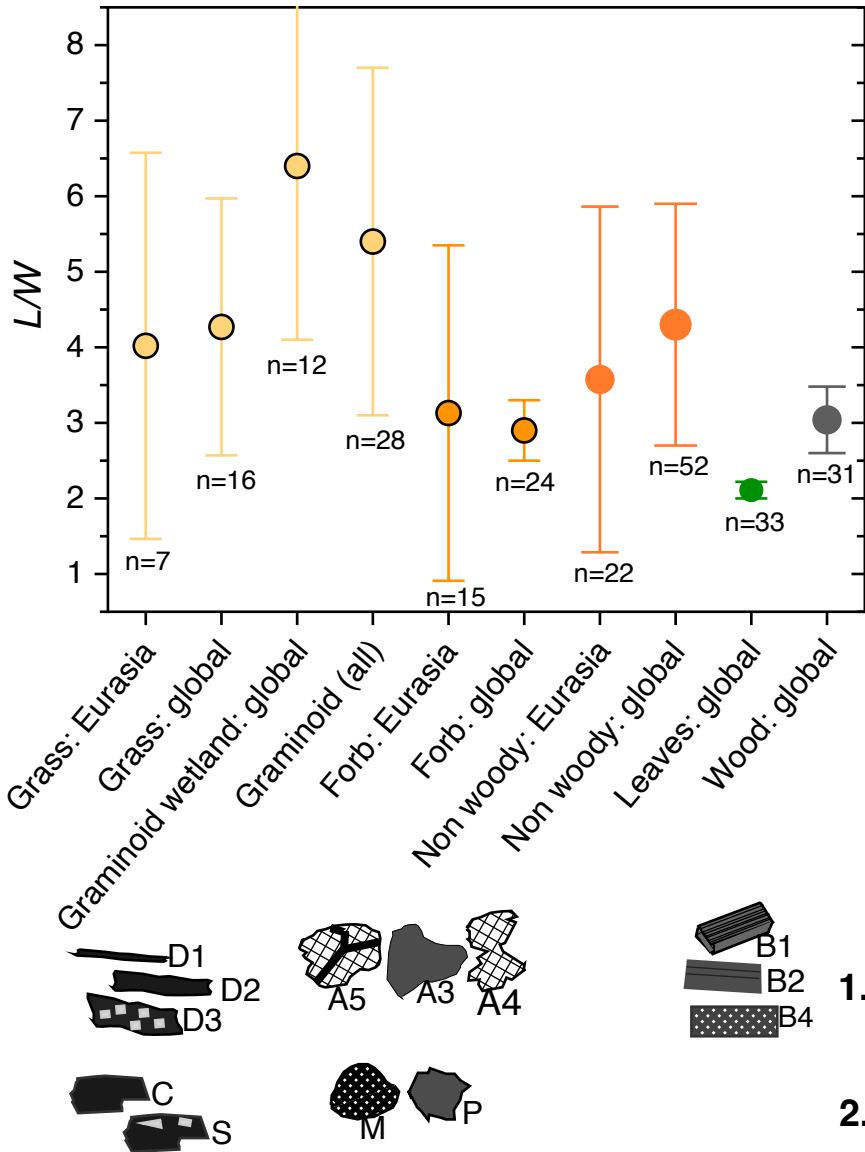 8
7
6
5
4
3
2
1
L/W
n=7
n=16
n=12
n=28
n=15
n=24
n=22
n=52
n=33
n=31
Grass: Eurasia
Grass: global
Graminoid wetland: global
Graminoid (all)
Forb: Eurasia
Forb: global
Non woody: Eurasia
Non woody: global
Leaves: global
Wood: global
D1
D2
D3
A5
A3
A4
B1
B2
B4
1.
C
S
M
P
2.